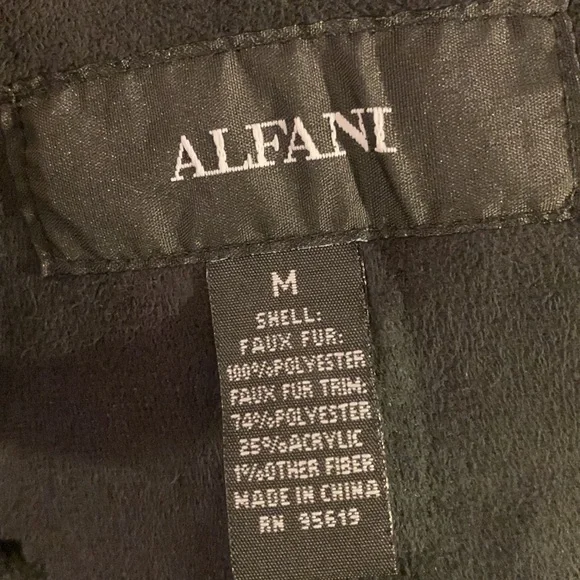 ALFANI
M
SHELL:
FAUX FUR:
100%POLYESTER
FAUX FUR TRIM:
74%POLYESTER
25%ACRYLIC
1%OTHER FIBER
MADE IN CHINA
RN 95619